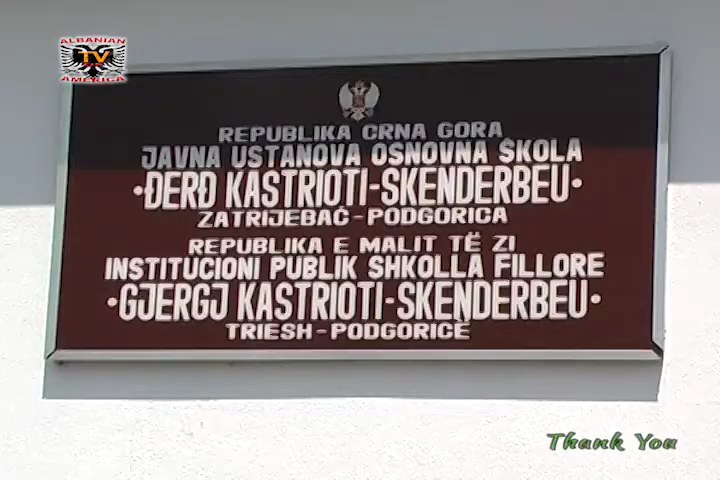 ALBANIAN
TV
AMERICA
REPUBLIKA CRNA GORA
JAVNA USTANOVA OSNOVNA ŠKOLA
•ĐERĐ KASTRIOTI-SKENDERBEU•
ZATRIJEBAČ-PODGORICA
REPUBLIKA E MALIT TË ZI
INSTITUCIONI PUBLIK SHKOLLA FILLORE
•GJERGJ KASTRIOTI-SKENDERBEU•
TRIESH-PODGORICË
Thank You